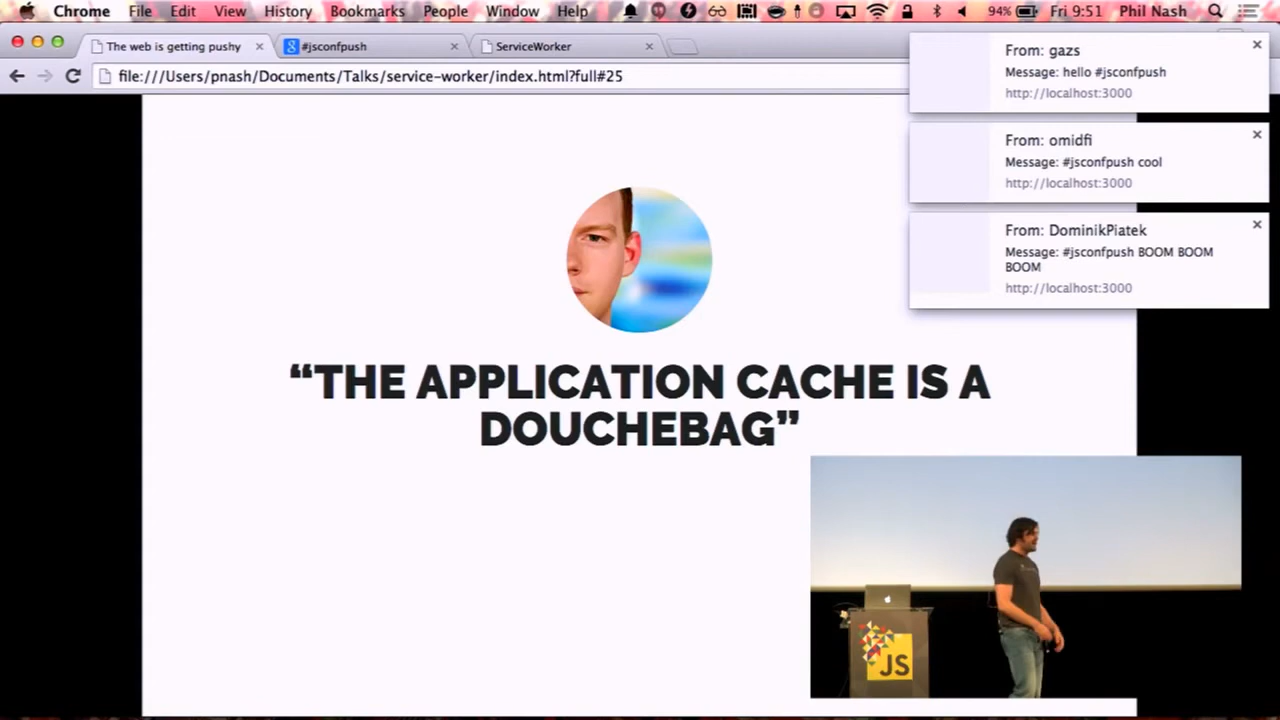 Chrome File Edit View History Bookmarks People Window Help 94% Fri 9:51 Phil Nash
The web is getting pushy
#jsconfpush
ServiceWorker
file:///Users/pnash/Documents/Talks/service-worker/index.html?full#25
From: gazs
Message: hello #jsconfpush
http://localhost:3000
From: omidfi
Message: #jsconfpush cool
http://localhost:3000
From: DominikPiatek
Message: #jsconfpush BOOM BOOM
BOOM
http://localhost:3000
“THE APPLICATION CACHE IS A
DOUCHEBAG”
JS